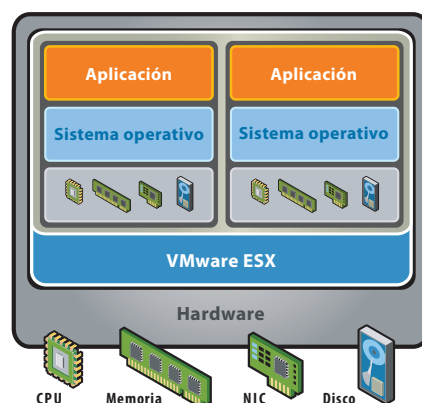 Aplicación
Aplicación
Sistema operativo
Sistema operativo
VMware ESX
Hardware
CPU
Memoria
NIC
Disco